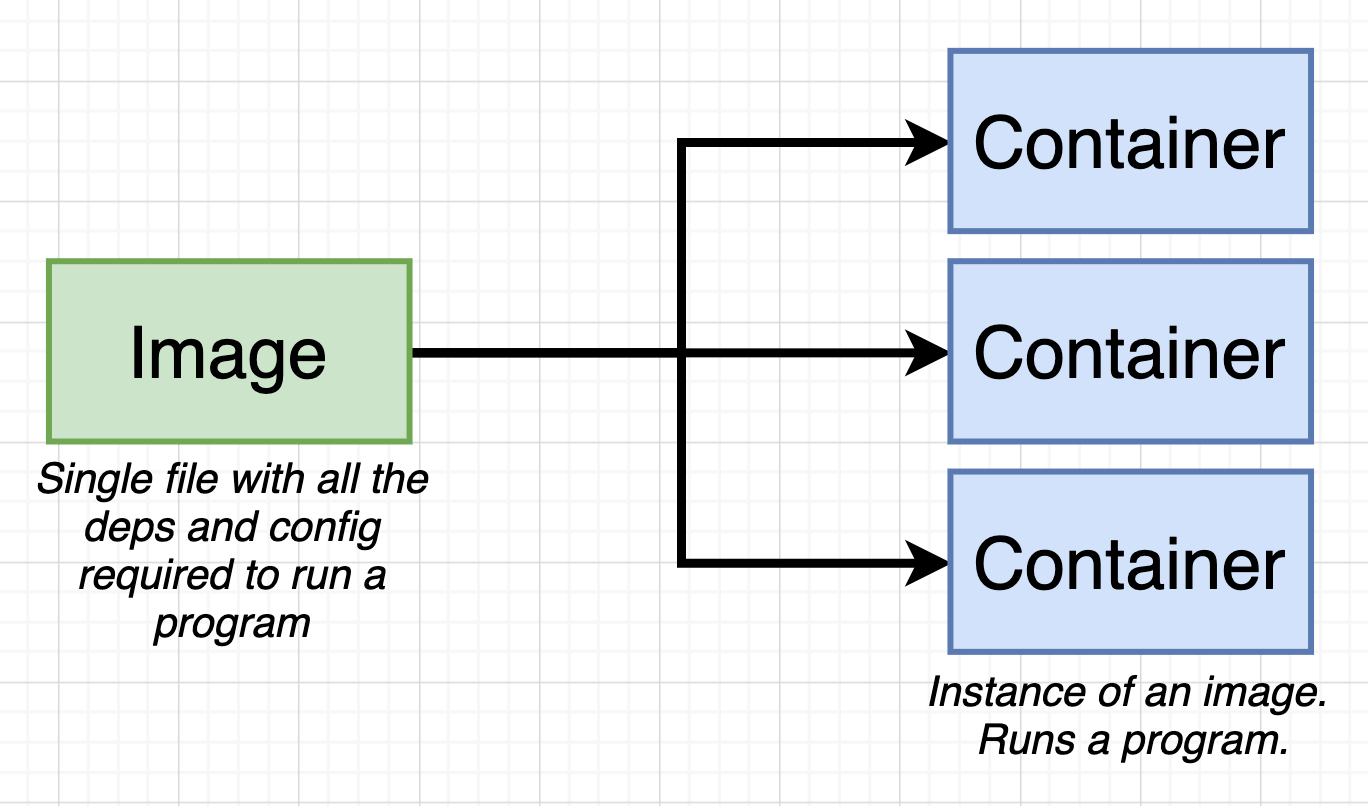 Image
Single file with all the
deps and config
required to run a
program
Container
Container
Container
Instance of an image.
Runs a program.